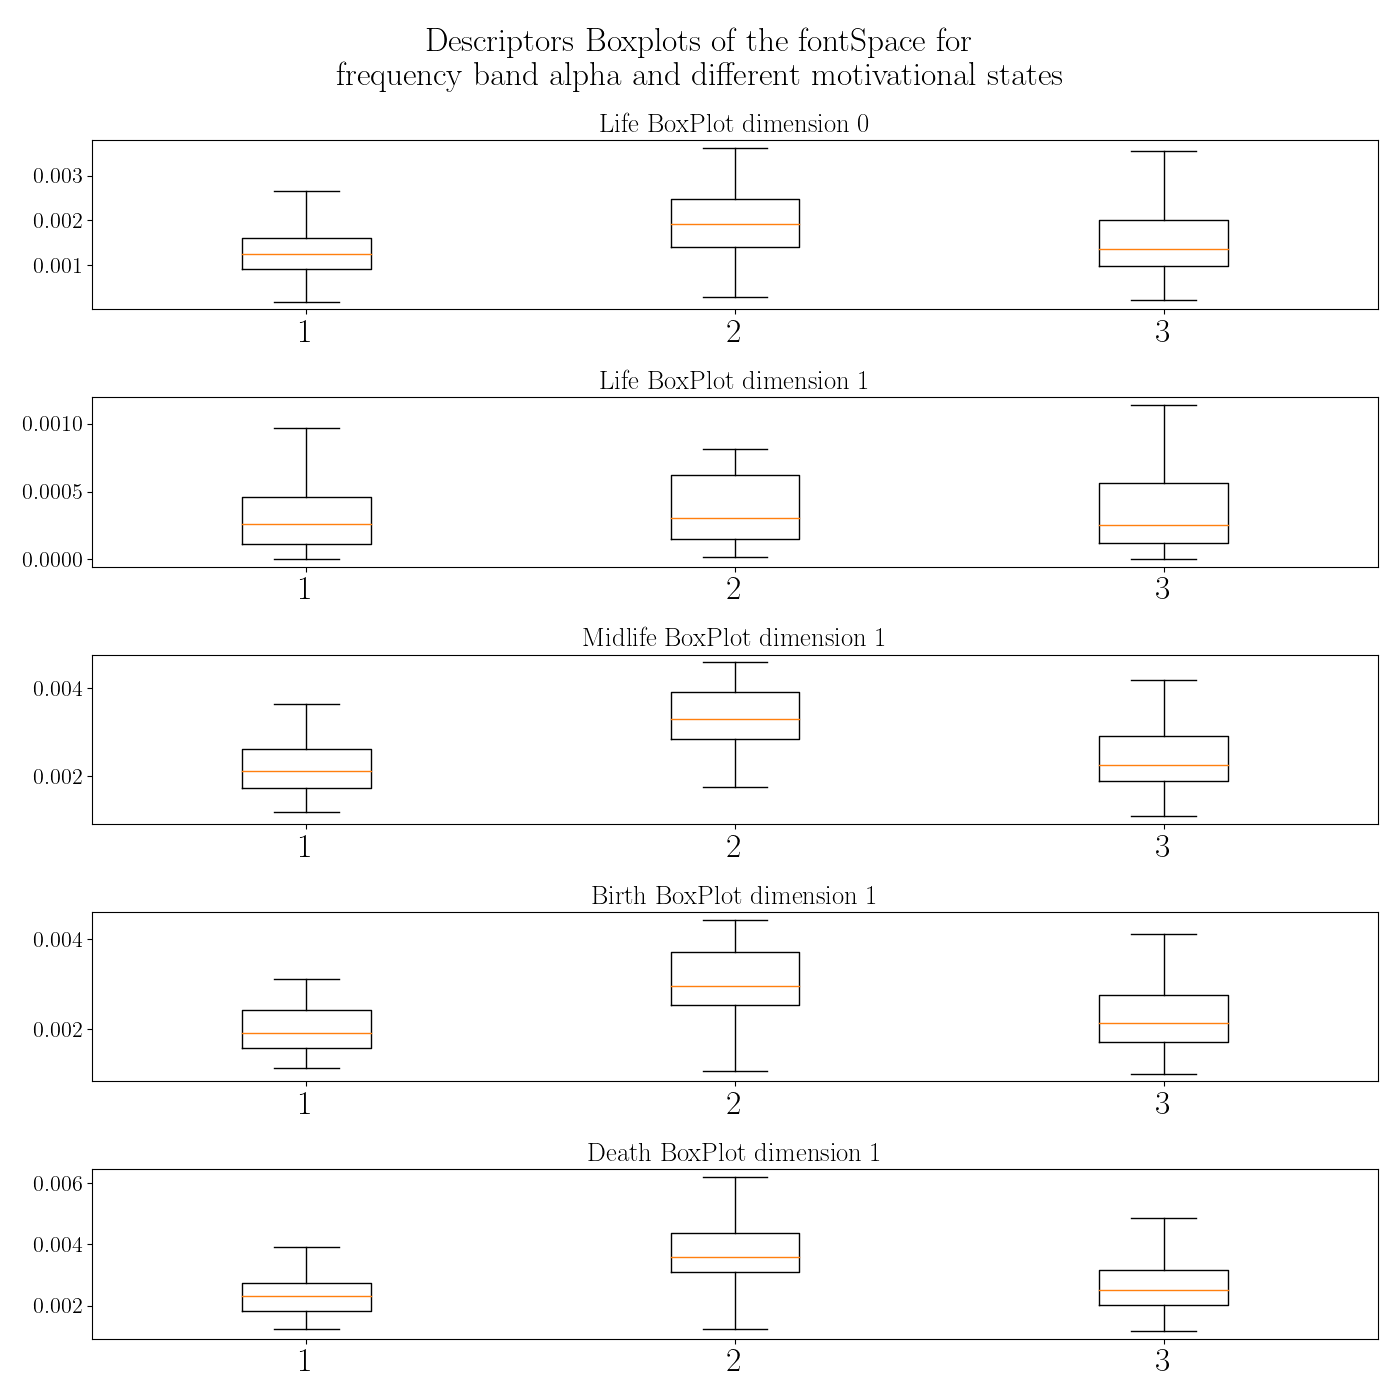 Descriptors Boxplots of the fontSpace for
frequency band alpha and different motivational states
Life BoxPlot dimension 0
0.003
0.002
0.001
1 2 3
Life BoxPlot dimension 1
0.0010
0.0005
0.0000
1 2 3
Midlife BoxPlot dimension 1
0.004
0.002
1 2 3
Birth BoxPlot dimension 1
0.004
0.002
1 2 3
Death BoxPlot dimension 1
0.006
0.004
0.002
1 2 3